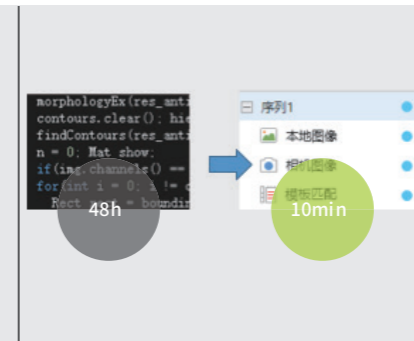 morphologyEx(res_anti
contours.clear(); hie
findContours(res_anti
n = 0; Mat show;
if(img.channels() ==
for(int i = 0; i != c
Rect = boundin
48h
序列1
本地图像
相机图像
模板匹配
10min